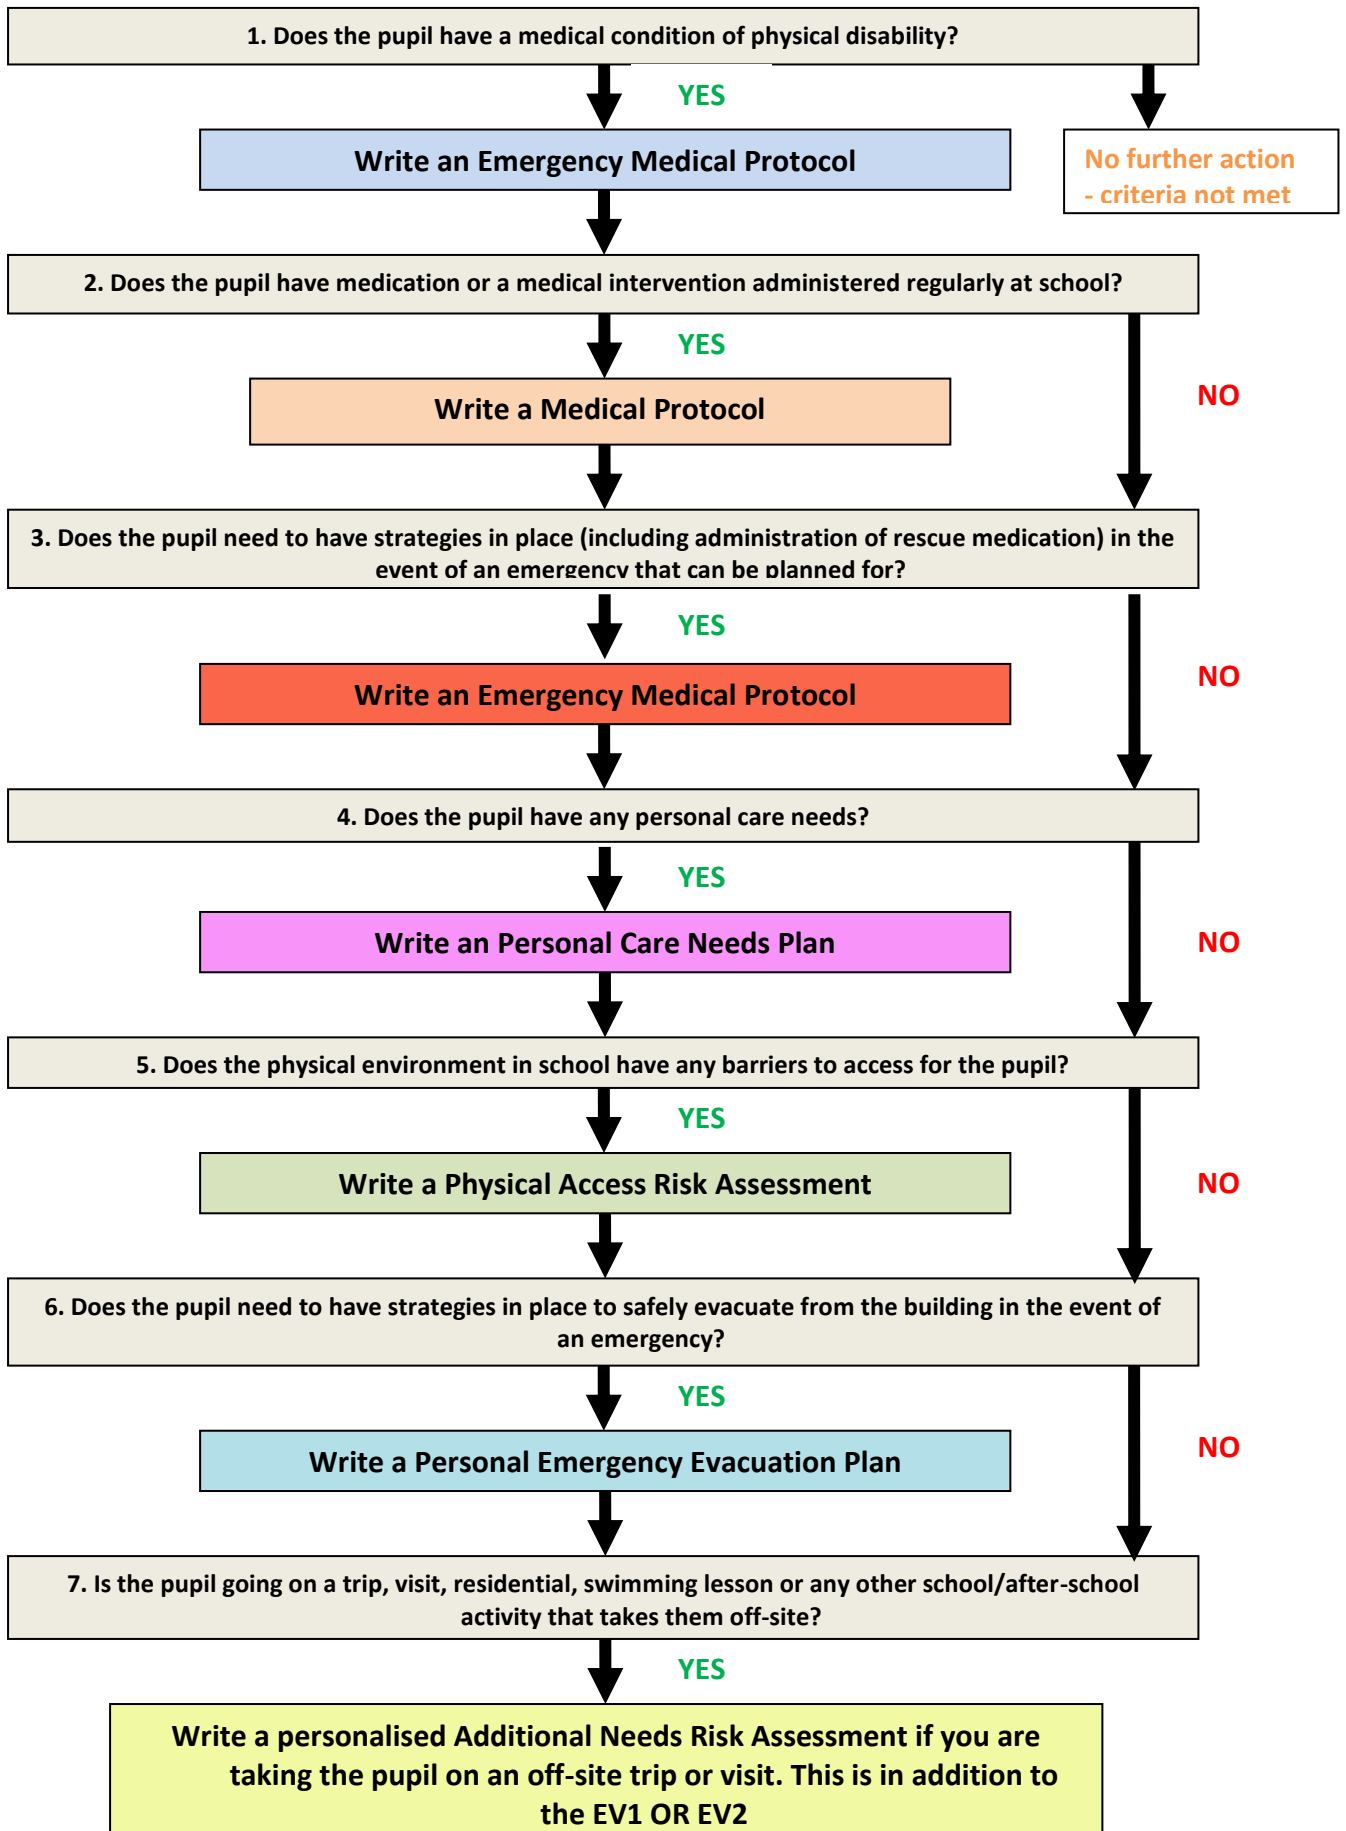 1. Does the pupil have a medical condition of physical disability?
YES
Write an Emergency Medical Protocol
No further action
- criteria not met
2. Does the pupil have medication or a medical intervention administered regularly at school?
YES
NO
Write a Medical Protocol
3. Does the pupil need to have strategies in place (including administration of rescue medication) in the
event of an emergency that can be planned for?
YES
NO
Write an Emergency Medical Protocol
4. Does the pupil have any personal care needs?
YES
NO
Write an Personal Care Needs Plan
5. Does the physical environment in school have any barriers to access for the pupil?
YES
NO
Write a Physical Access Risk Assessment
6. Does the pupil need to have strategies in place to safely evacuate from the building in the event of
an emergency?
YES
NO
Write a Personal Emergency Evacuation Plan
7. Is the pupil going on a trip, visit, residential, swimming lesson or any other school/after-school
activity that takes them off-site?
YES
Write a personalised Additional Needs Risk Assessment if you are
taking the pupil on an off-site trip or visit. This is in addition to
the EV1 OR EV2